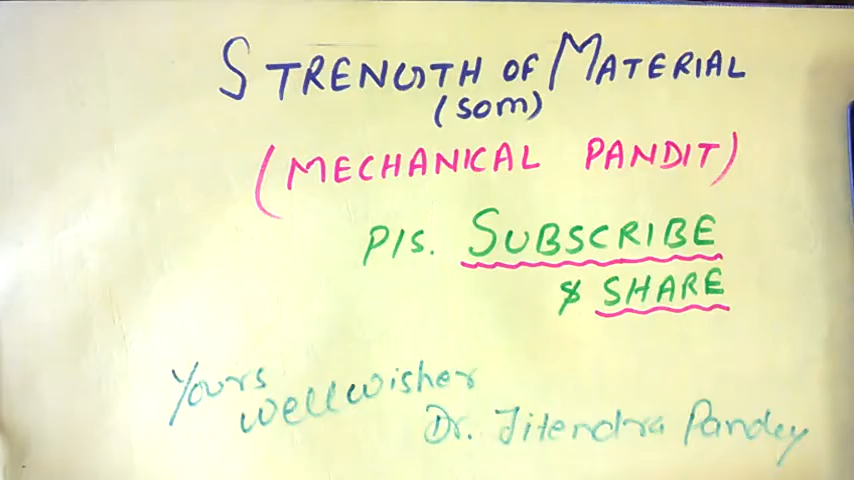 STRENGTH OF MATERIAL
(SOM)
(MECHANICAL PANDIT)
Pls. SUBSCRIBE
& SHARE
Yours
wellwisher
Dr. Jitendra Pandey